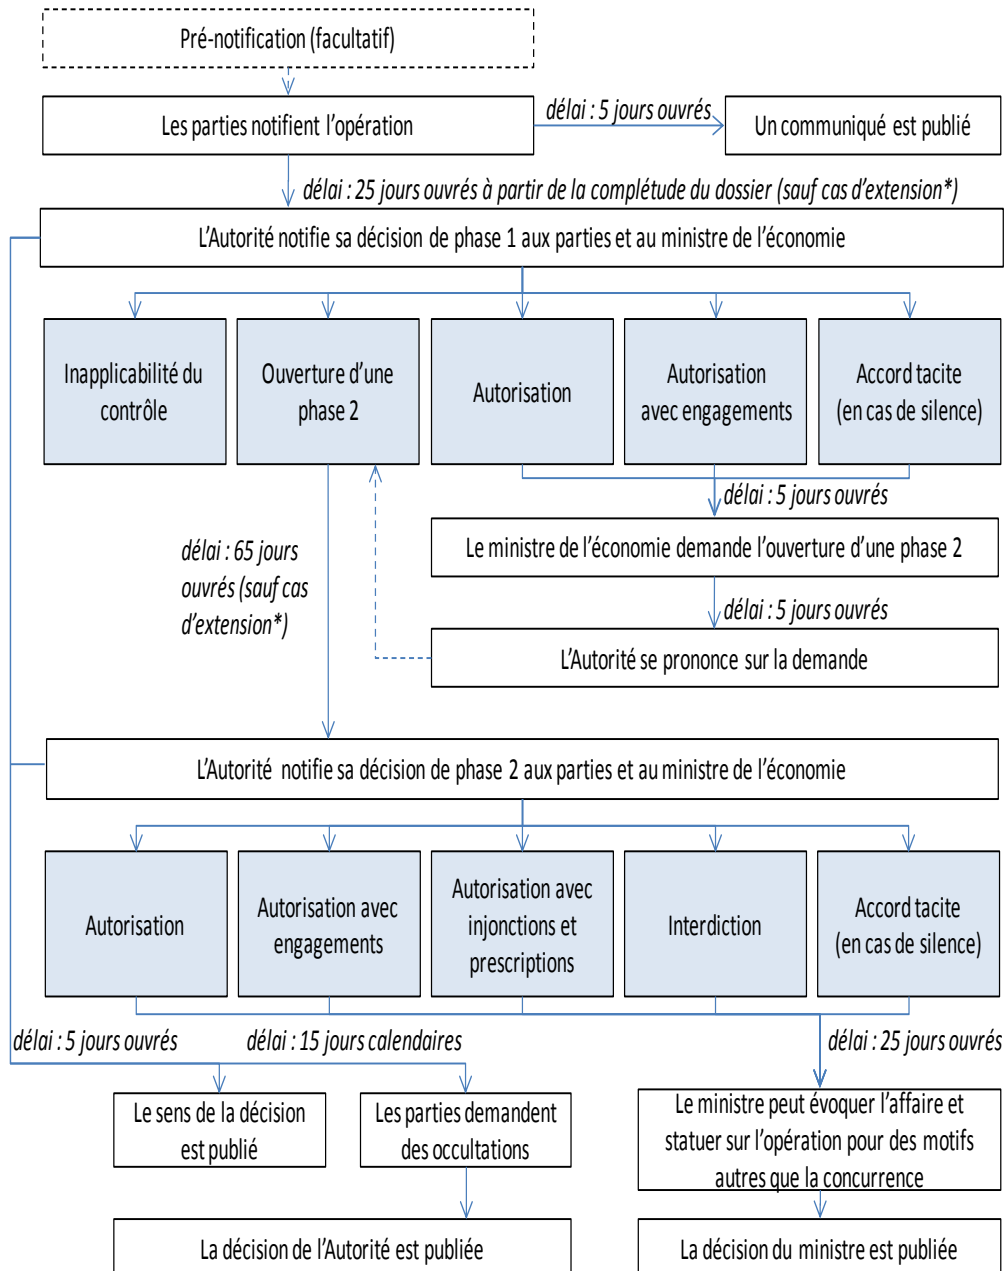 Pré-notification (facultatif)
Les parties notifient l'opération
délai : 5 jours ouvrés
Un communiqué est publié
délai : 25 jours ouvrés à partir de la complétude du dossier (sauf cas d'extension*)
L'Autorité notifie sa décision de phase 1 aux parties et au ministre de l'économie
Inapplicabilité du
contrôle
Ouverture d'une
phase 2
Autorisation
Autorisation
avec engagements
Accord tacite
(en cas de silence)
délai : 5 jours ouvrés
Le ministre de l'économie demande l'ouverture d'une phase 2
délai : 65 jours
ouvrés (sauf cas
d'extension*)
délai : 5 jours ouvrés
L'Autorité se prononce sur la demande
L'Autorité notifie sa décision de phase 2 aux parties et au ministre de l'économie
Autorisation
Autorisation avec
engagements
Autorisation avec
injonctions et
prescriptions
Interdiction
Accord tacite
(en cas de silence)
délai : 5 jours ouvrés
délai : 15 jours calendaires
délai : 25 jours ouvrés
Le sens de la décision
est publié
Les parties demandent
des occultations
Le ministre peut évoquer l'affaire et
statuer sur l'opération pour des motifs
autres que la concurrence
La décision de l'Autorité est publiée
La décision du ministre est publiée